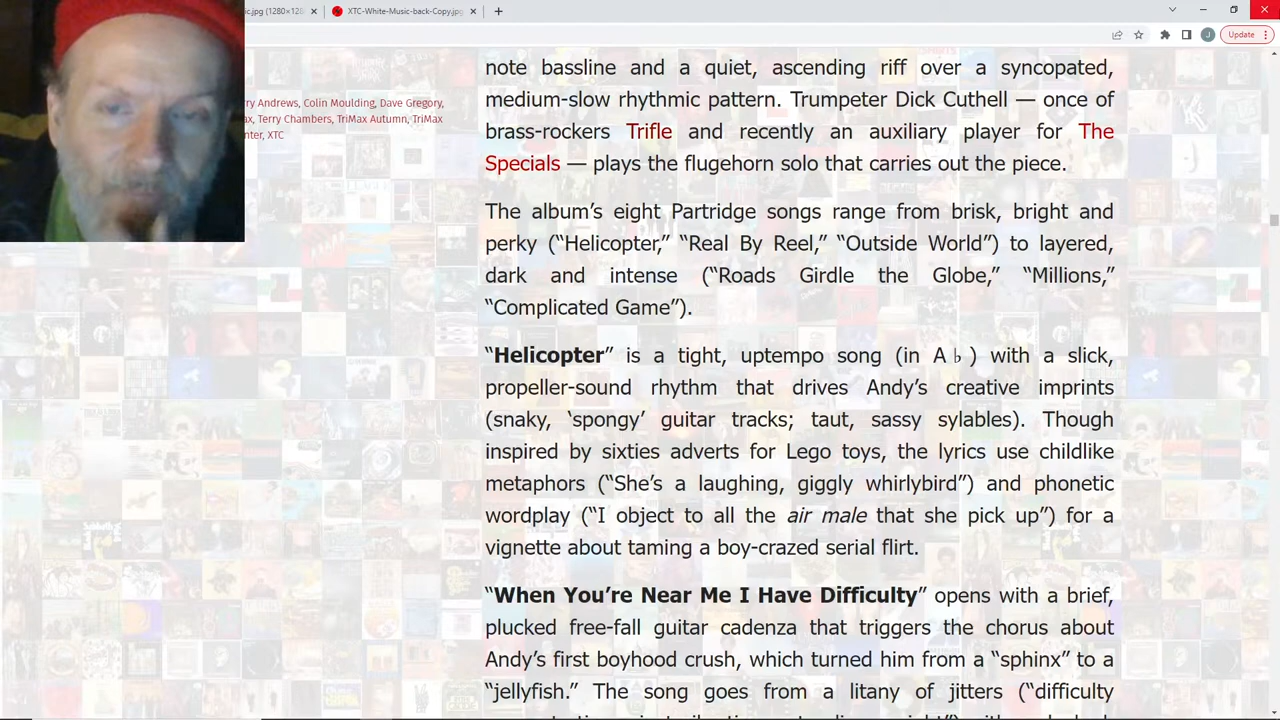 ic.jpg (1280×128
XTC-White-Music-back-Copy.jpg
Update
J
rry Andrews, Colin Moulding, Dave Gregory,
ax, Terry Chambers, TriMax Autumn, TriMax
nter, XTC
note bassline and a quiet, ascending riff over a syncopated,
medium-slow rhythmic pattern. Trumpeter Dick Cuthell — once of
brass-rockers Trifle and recently an auxiliary player for The
Specials — plays the flugehorn solo that carries out the piece.
The album’s eight Partridge songs range from brisk, bright and
perky (“Helicopter,” “Real By Reel,” “Outside World”) to layered,
dark and intense (“Roads Girdle the Globe,” “Millions,”
“Complicated Game”).
“Helicopter” is a tight, uptempo song (in A♭) with a slick,
propeller-sound rhythm that drives Andy’s creative imprints
(snaky, ‘spongy’ guitar tracks; taut, sassy sylables). Though
inspired by sixties adverts for Lego toys, the lyrics use childlike
metaphors (“She’s a laughing, giggly whirlybird”) and phonetic
wordplay (“I object to all the air male that she pick up”) for a
vignette about taming a boy-crazed serial flirt.
“When You’re Near Me I Have Difficulty” opens with a brief,
plucked free-fall guitar cadenza that triggers the chorus about
Andy’s first boyhood crush, which turned him from a “sphinx” to a
“jellyfish.” The song goes from a litany of jitters (“difficulty